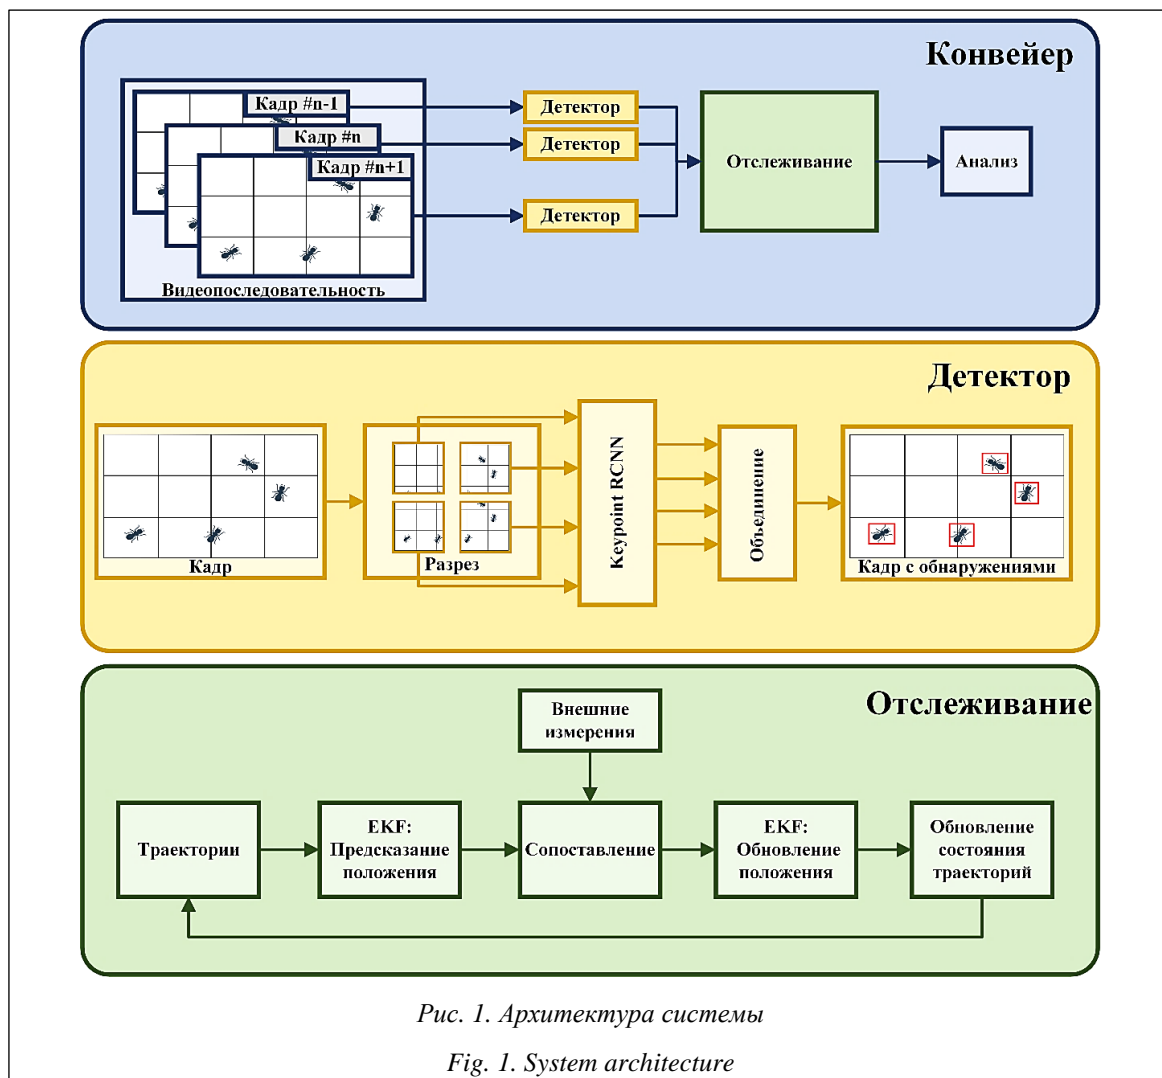 Конвейер
Кадр #n-1
Кадр #n
Кадр #n+1
Видеопоследовательность
Детектор
Детектор
Детектор
Отслеживание
Анализ
Детектор
Кадр
Разрез
Keypoint RCNN
Объединение
Кадр с обнаружениями
Отслеживание
Внешние
измерения
Траектории
EKF:
Предсказание
положения
Сопоставление
EKF:
Обновление
положения
Обновление
состояния
траекторий
Рис. 1. Архитектура системы
Fig. 1. System architecture